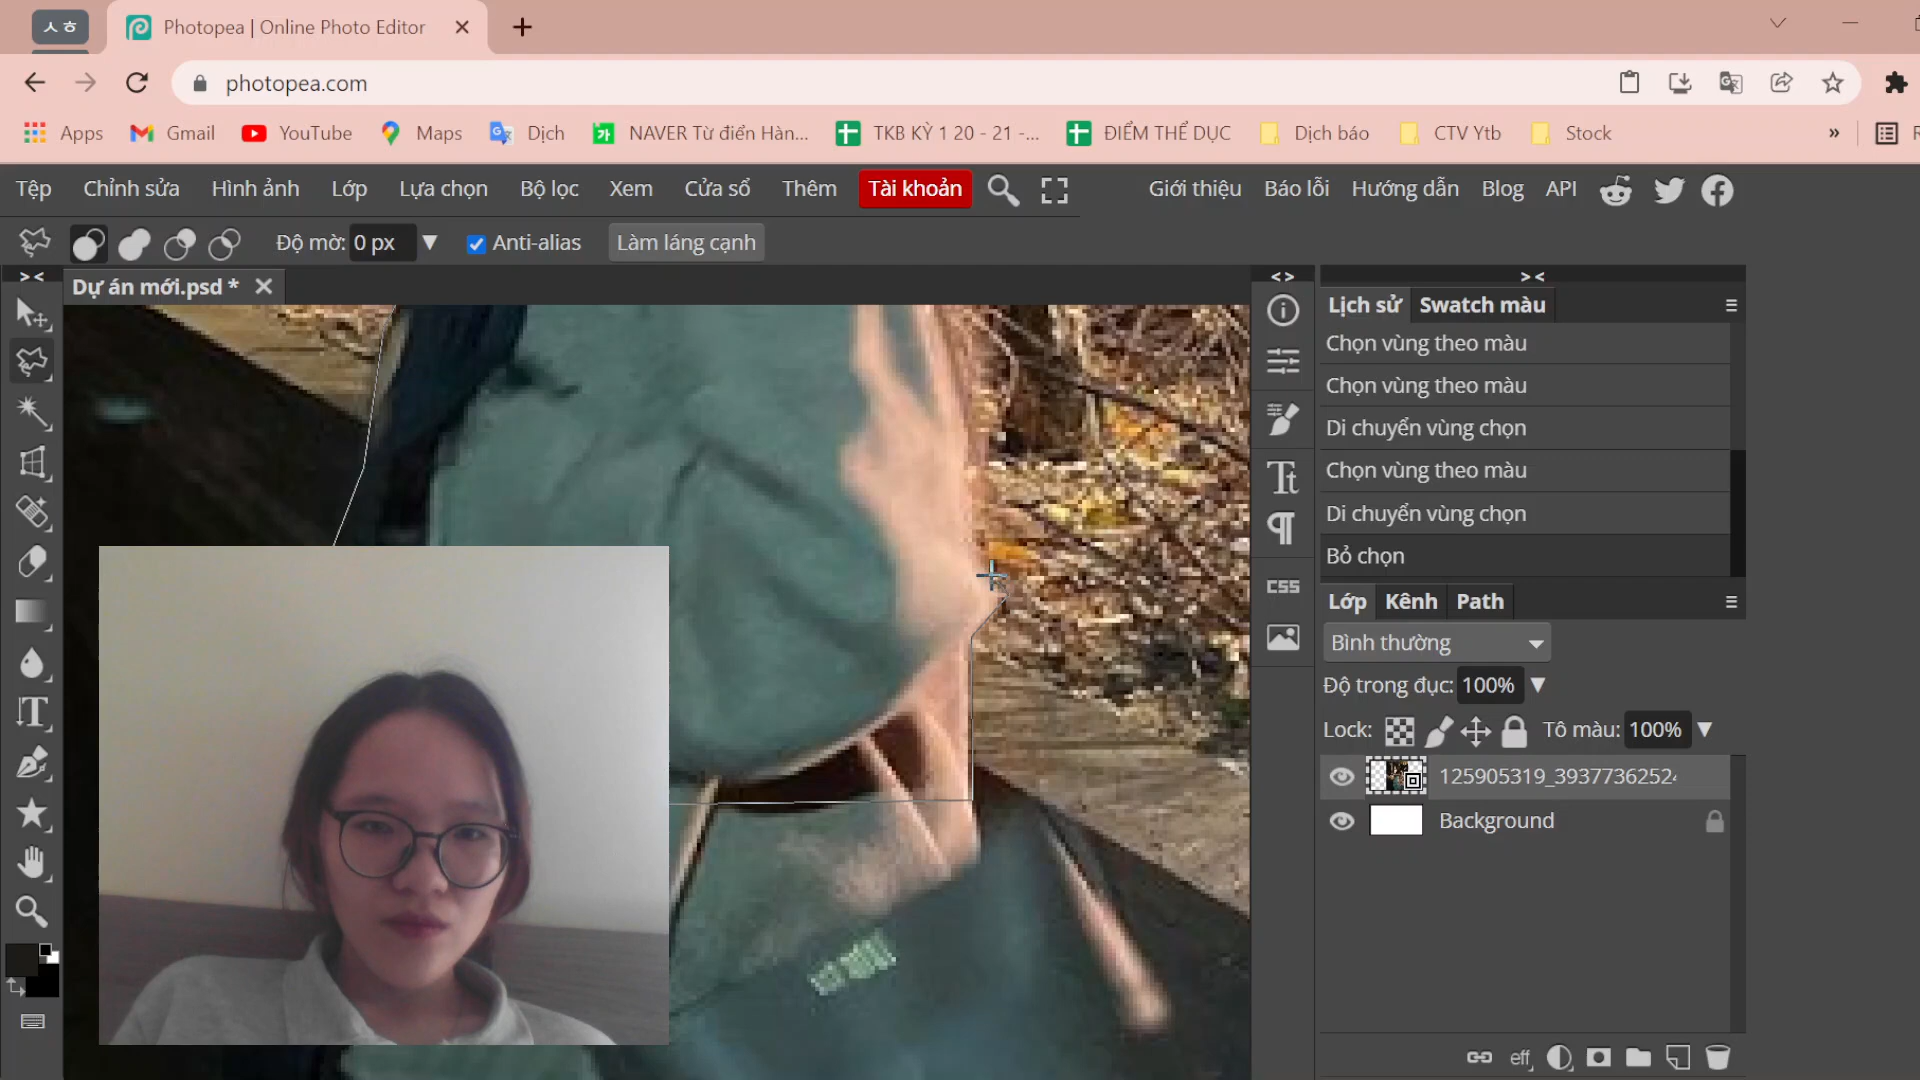 ㅅㅎ
Photopea | Online Photo Editor
photopea.com
Apps
Gmail
YouTube
Maps
Dịch
NAVER Từ điển Hàn...
TKB KỲ 1 20 - 21 -...
ĐIỂM THỂ DỤC
Dịch báo
CTV Ytb
Stock
»
Tệp
Chỉnh sửa
Hình ảnh
Lớp
Lựa chọn
Bộ lọc
Xem
Cửa sổ
Thêm
Tài khoản
Giới thiệu
Báo lỗi
Hướng dẫn
Blog
API
Độ mờ: 0 px
Anti-alias
Làm láng cạnh
Dự án mới.psd *
Lịch sử
Swatch màu
Chọn vùng theo màu
Chọn vùng theo màu
Di chuyển vùng chọn
Chọn vùng theo màu
Di chuyển vùng chọn
Bỏ chọn
CSS
Lớp
Kênh
Path
Bình thường
Độ trong đục: 100%
Lock:
Tô màu: 100%
125905319_3937736252
Background
eff